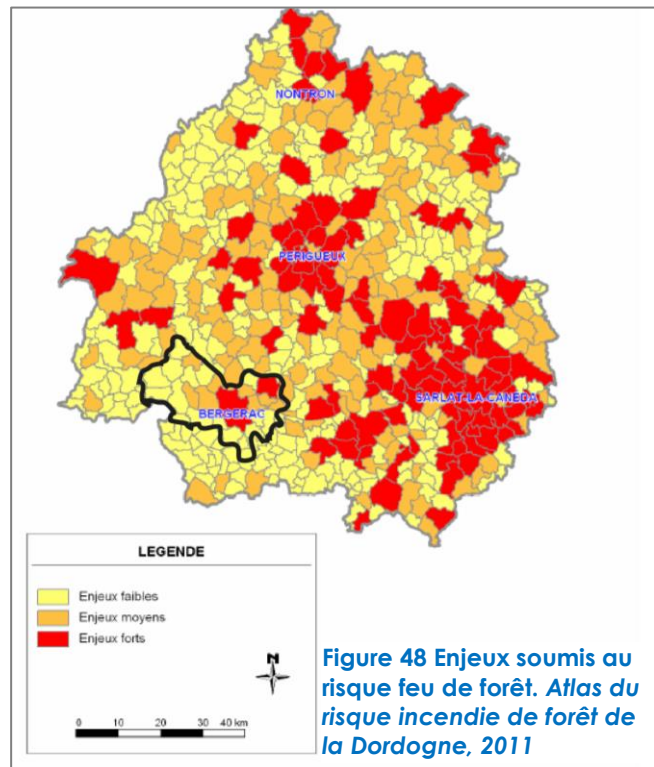 NONTRON
PERIGUEUX
SARLAT-LA-CANEDA
BERGERAC
LEGENDE
Enjeux faibles
Enjeux moyens
Enjeux forts
N
0 10 20 30 40 km
Figure 48 Enjeux soumis au
risque feu de forêt. Atlas du
risque incendie de forêt de
la Dordogne, 2011